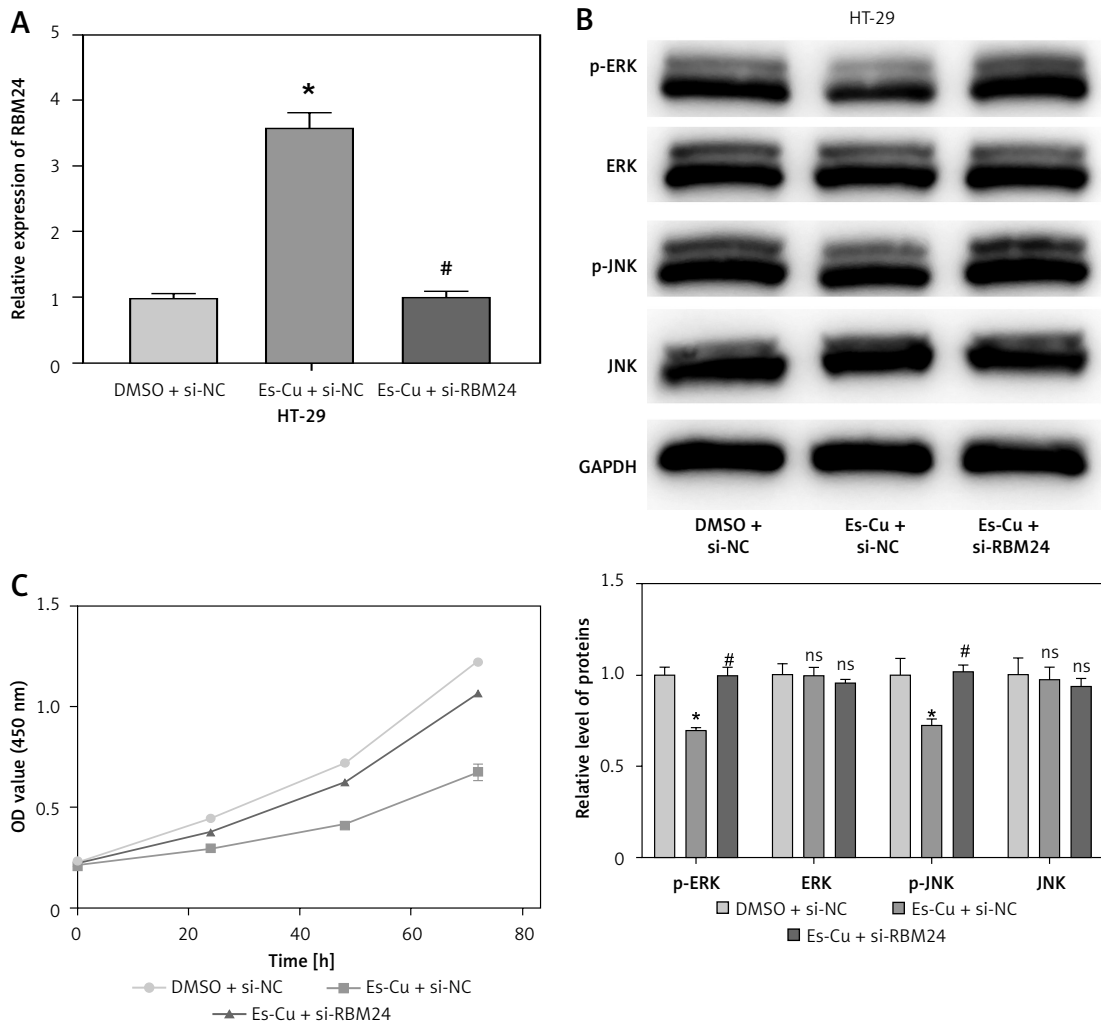 A
Relative expression of RBM24
5
4
3
2
1
0
*
#
DMSO + si-NC
Es-Cu + si-NC
Es-Cu + si-RBM24
HT-29
B
HT-29
p-ERK
ERK
p-JNK
JNK
GAPDH
DMSO +
si-NC
Es-Cu +
si-NC
Es-Cu +
si-RBM24
Relative level of proteins
1.5
1.0
0.5
0
*
#
ns
ns
*
#
ns
ns
p-ERK
ERK
p-JNK
JNK
DMSO + si-NC
Es-Cu + si-NC
Es-Cu + si-RBM24
C
OD value (450 nm)
1.5
1.0
0.5
0
0
20
40
60
80
Time [h]
DMSO + si-NC
Es-Cu + si-NC
Es-Cu + si-RBM24